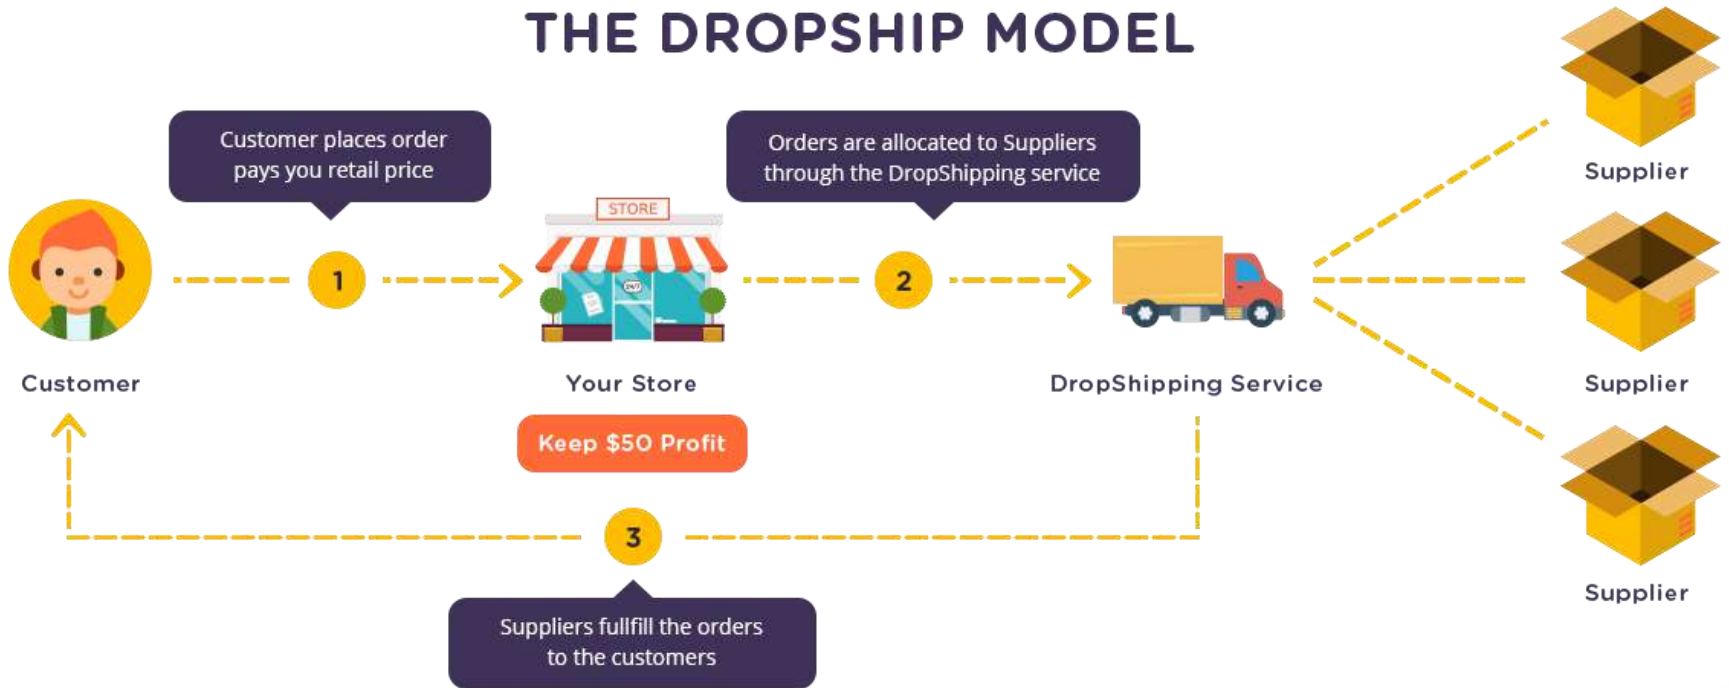 THE DROPSHIP MODEL
Customer places order
pays you retail price
Orders are allocated to Suppliers
through the DropShipping service
Supplier
STORE
24/7
1
2
Customer
Your Store
DropShipping Service
Supplier
Keep $50 Profit
3
Supplier
Suppliers fullfill the orders
to the customers